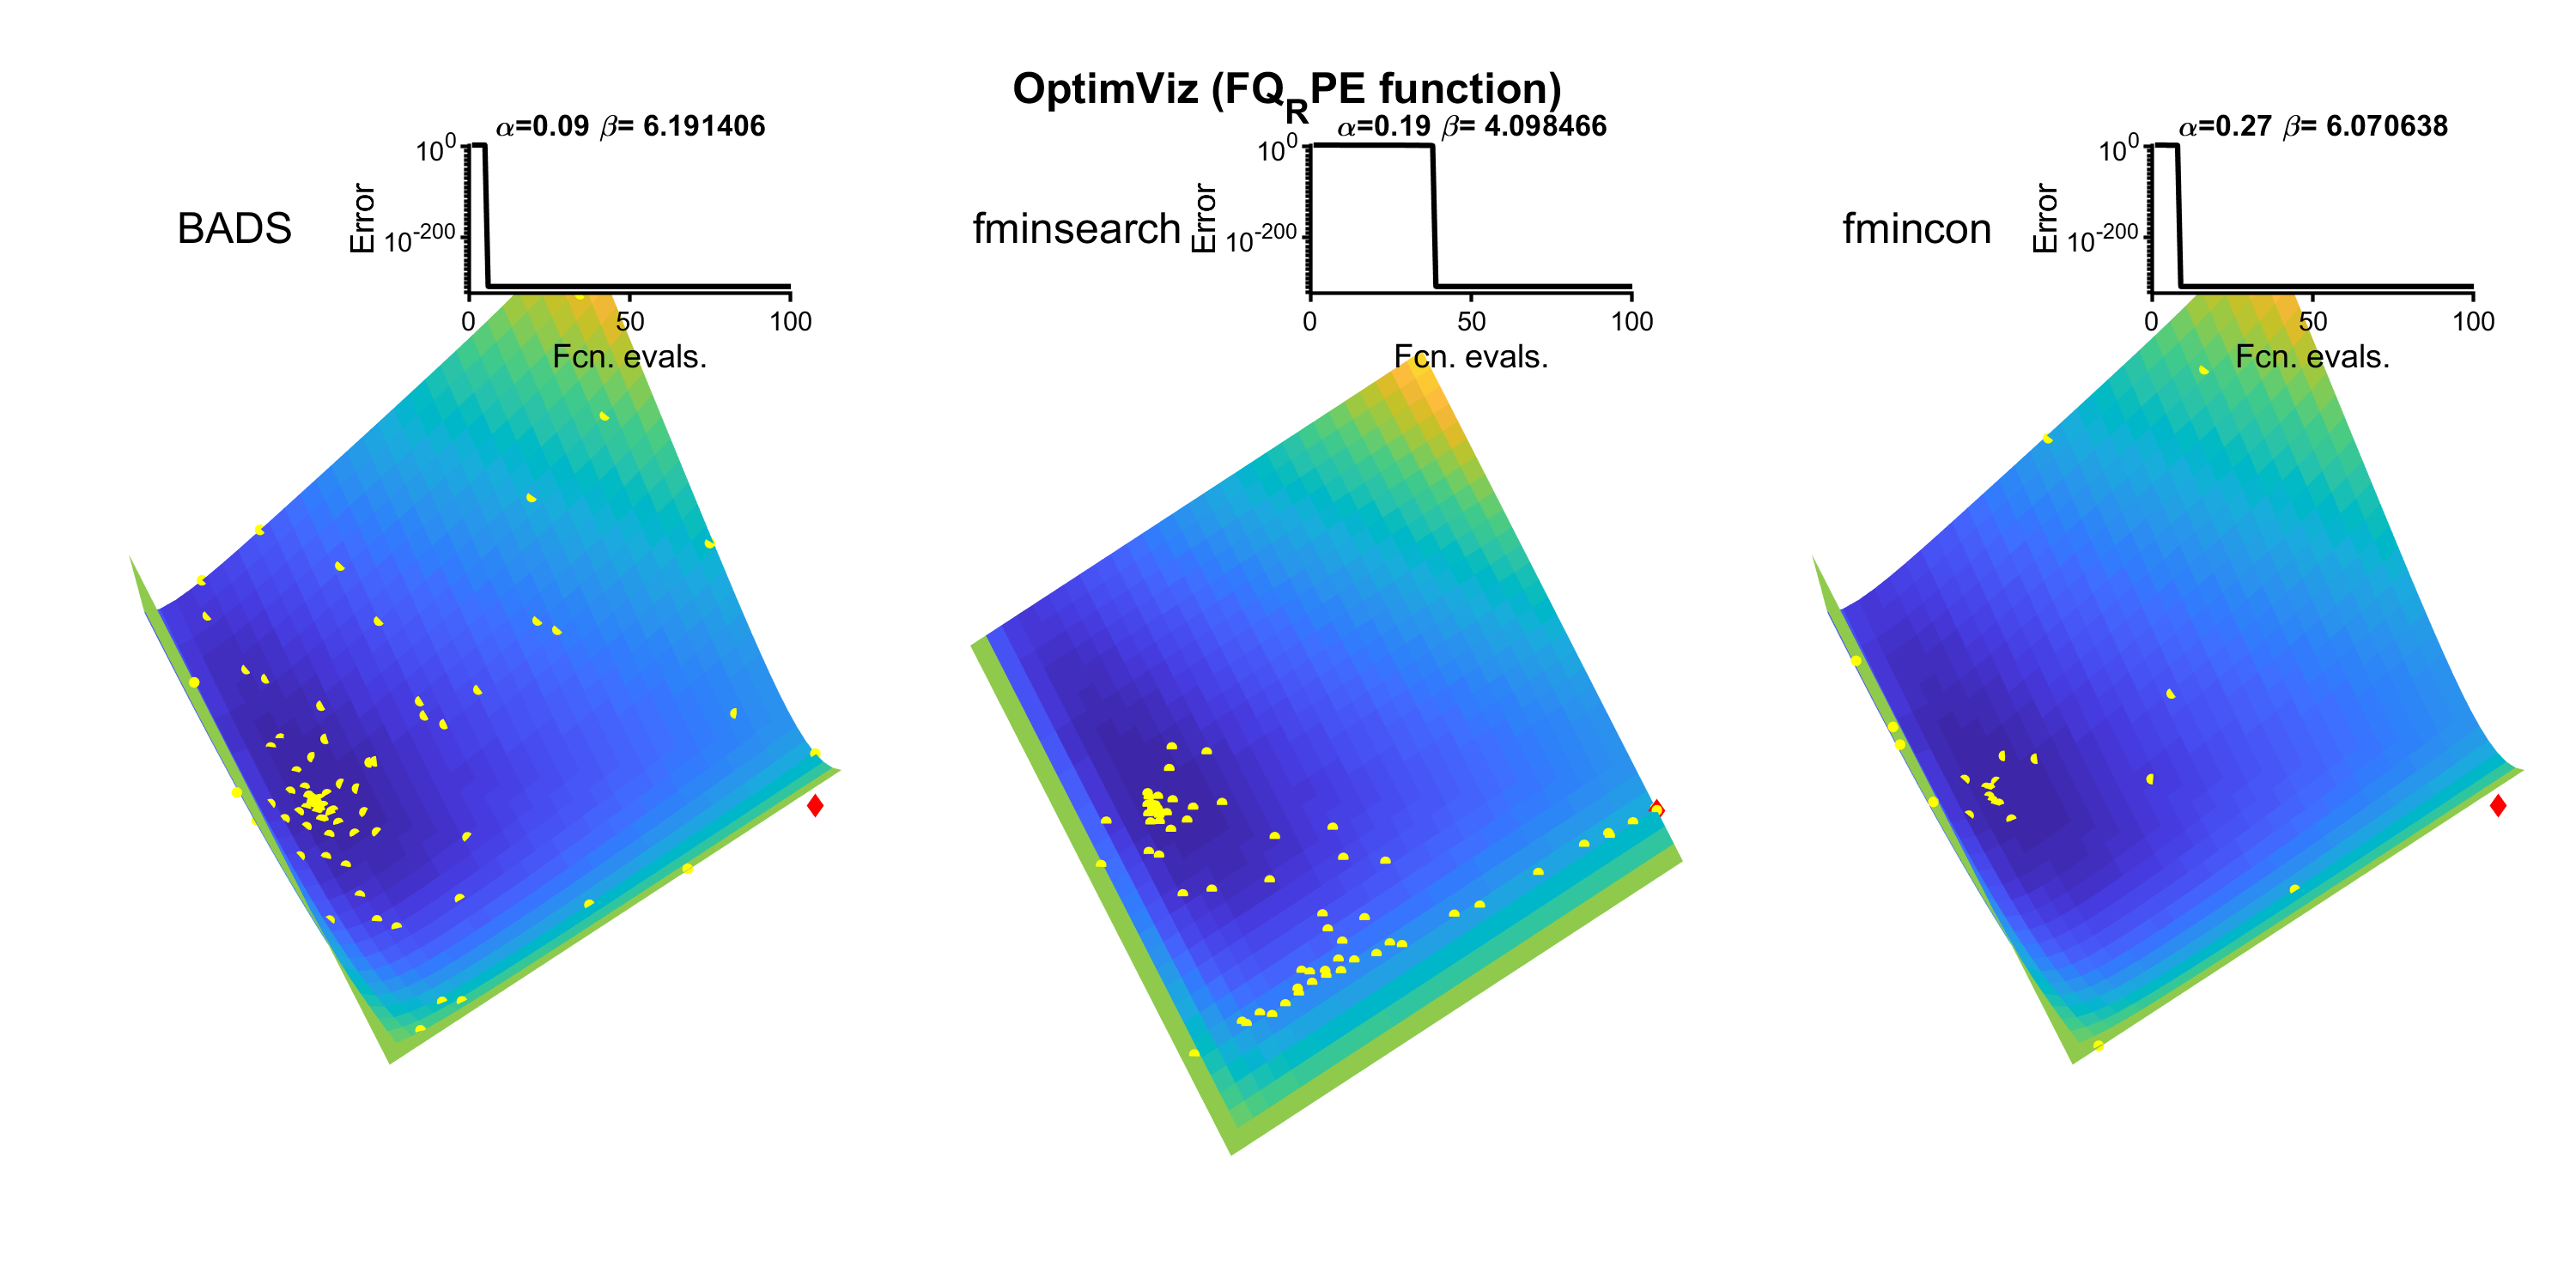 OptimViz (FQ_RPE function)
α=0.09 β= 6.191406
10^0
10^-200
Error
BADS
0 50 100
Fcn. evals.
α=0.19 β= 4.098466
10^0
10^-200
Error
fminsearch
0 50 100
Fcn. evals.
α=0.27 β= 6.070638
10^0
10^-200
Error
fmincon
0 50 100
Fcn. evals.